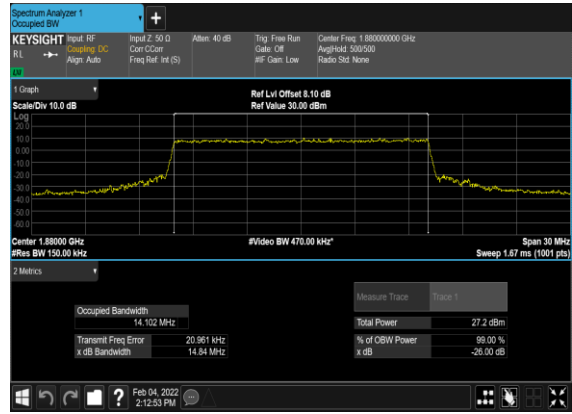 Spectrum Analyzer 1
Occupied BW
+
KEYSIGHT Input: RF Input Z: 50 Ω Atten: 40 dB Trig: Free Run Center Freq: 1.880000000 GHz
RL Coupling: DC Corr CCorr Gate: Off Avg|Hold: 500/500
Align: Auto Freq Ref: Int (S) #IF Gain: Low Radio Std: None
LW
1 Graph
Ref Lvl Offset 8.10 dB
Scale/Div 10.0 dB Ref Value 30.00 dBm
Log
20.0
10.0
0.00
-10.0
-20.0
-30.0
-40.0
-50.0
-60.0
Center 1.88000 GHz #Video BW 470.00 kHz* Span 30 MHz
#Res BW 150.00 kHz Sweep 1.67 ms (1001 pts)
2 Metrics
Measure Trace Trace 1
Occupied Bandwidth
14.102 MHz Total Power 27.2 dBm
Transmit Freq Error 20.961 kHz % of OBW Power 99.00 %
x dB Bandwidth 14.84 MHz x dB -26.00 dB
? Feb 04, 2022
2:12:53 PM